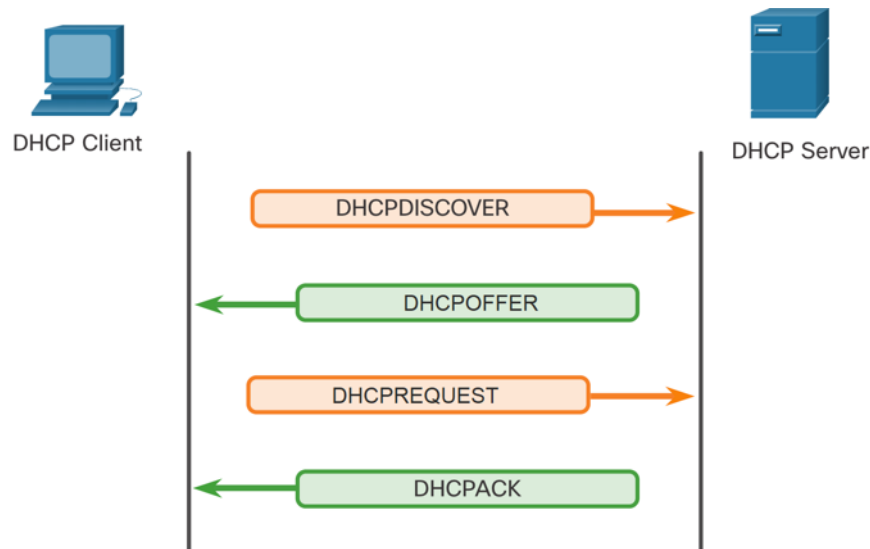 DHCP Client
DHCP Server
DHCPDISCOVER
DHCPOFFER
DHCPREQUEST
DHCPACK